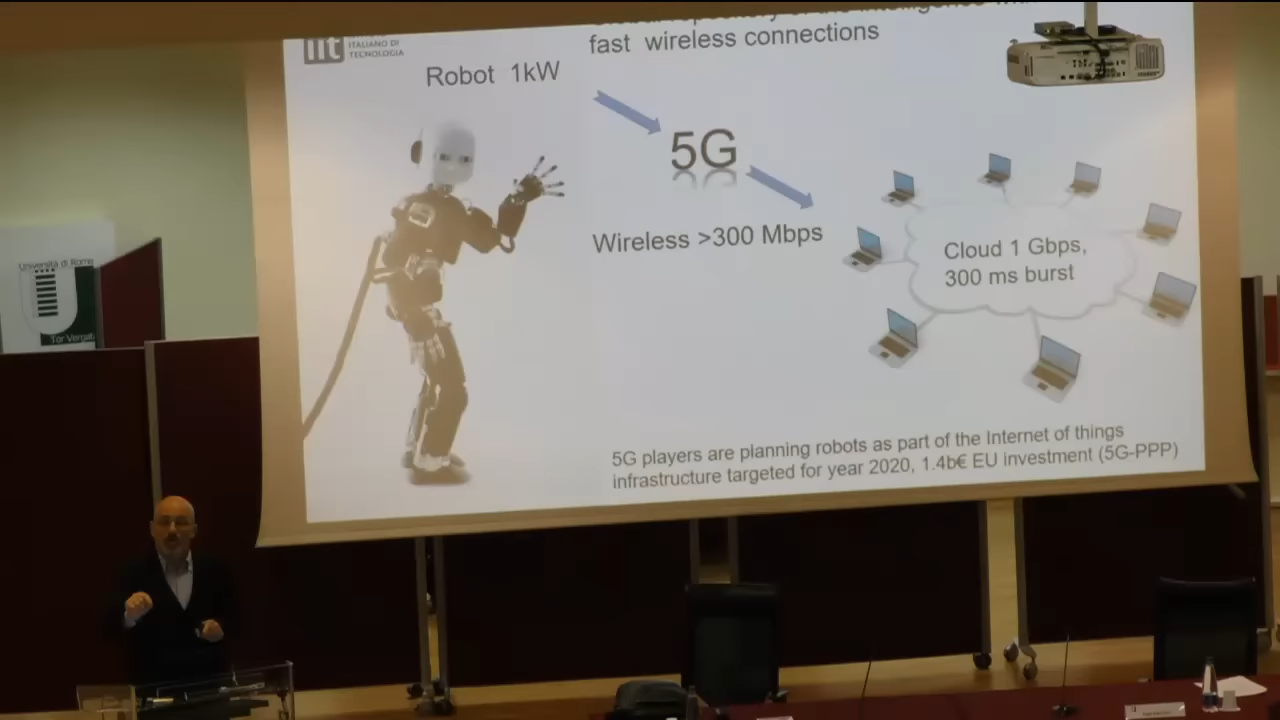 iit
ITALIANO DI
TECNOLOGIA
fast wireless connections
Robot 1kW
5G
Wireless >300 Mbps
Cloud 1 Gbps,
300 ms burst
5G players are planning robots as part of the Internet of things
infrastructure targeted for year 2020, 1.4b€ EU investment (5G-PPP)
Università di Roma
Tor Vergat